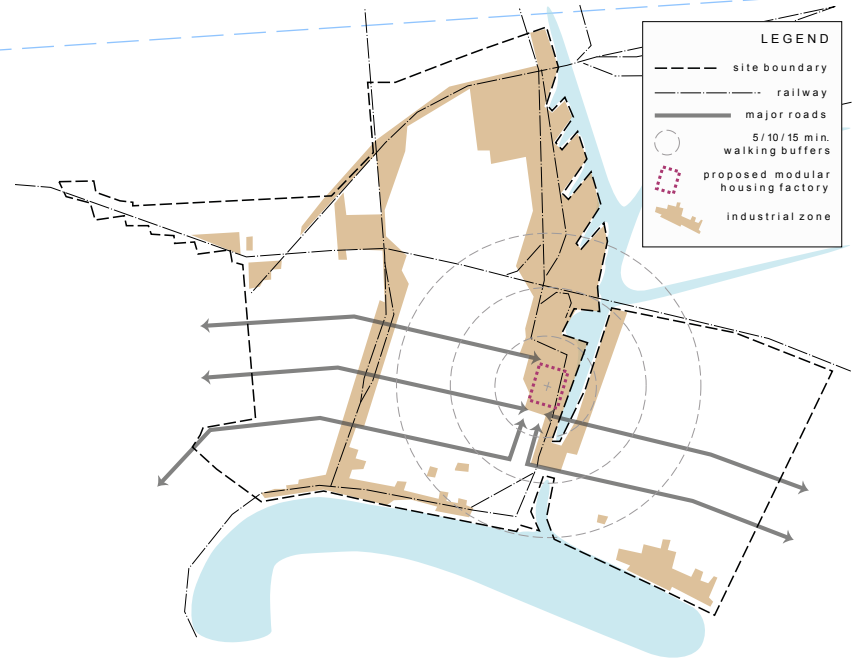 LEGEND
site boundary
railway
major roads
5/10/15 min.
walking buffers
proposed modular
housing factory
industrial zone